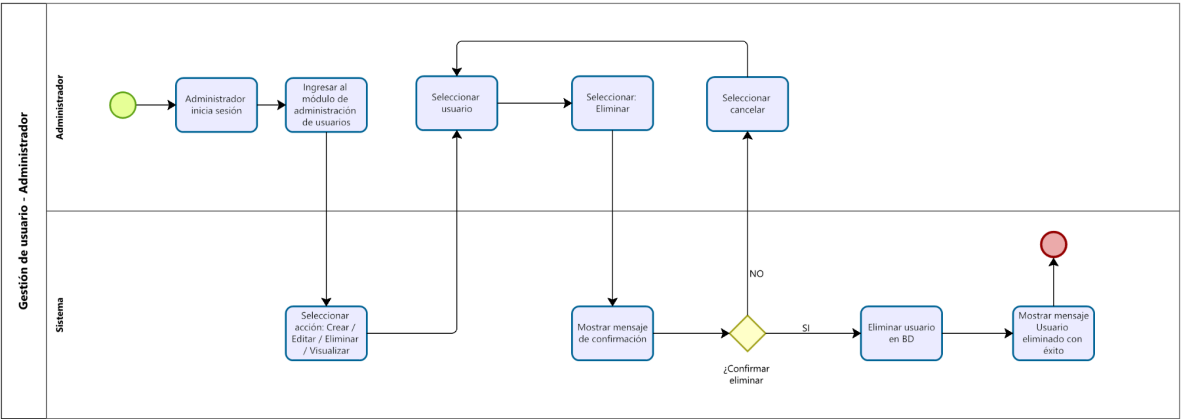 Gestión de usuario - Administrador
Administrador
Administrador
inicia sesión
Ingresar al
módulo de
administración
de usuarios
Seleccionar
usuario
Seleccionar:
Eliminar
Seleccionar
cancelar
Sistema
Seleccionar
acción: Crear /
Editar / Eliminar
/ Visualizar
Mostrar mensaje
de confirmación
¿Confirmar
eliminar
NO
SI
Eliminar usuario
en BD
Mostrar mensaje
Usuario
eliminado con
éxito